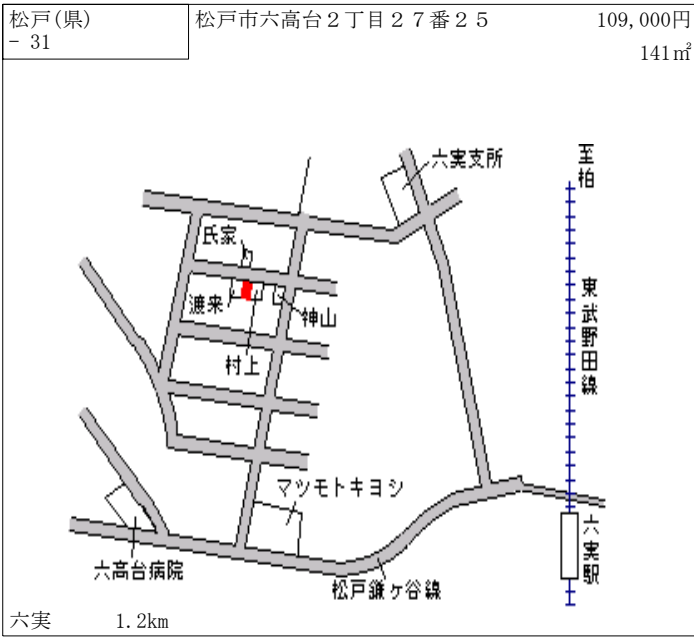 松戸(県)
- 31
松戸市六高台２丁目２７番２５
109,000円
141㎡
六実支所
至柏
氏家
渡来
神山
村上
東武野田線
マツモトキヨシ
六高台病院
松戸鎌ヶ谷線
六実駅
六実 1.2km